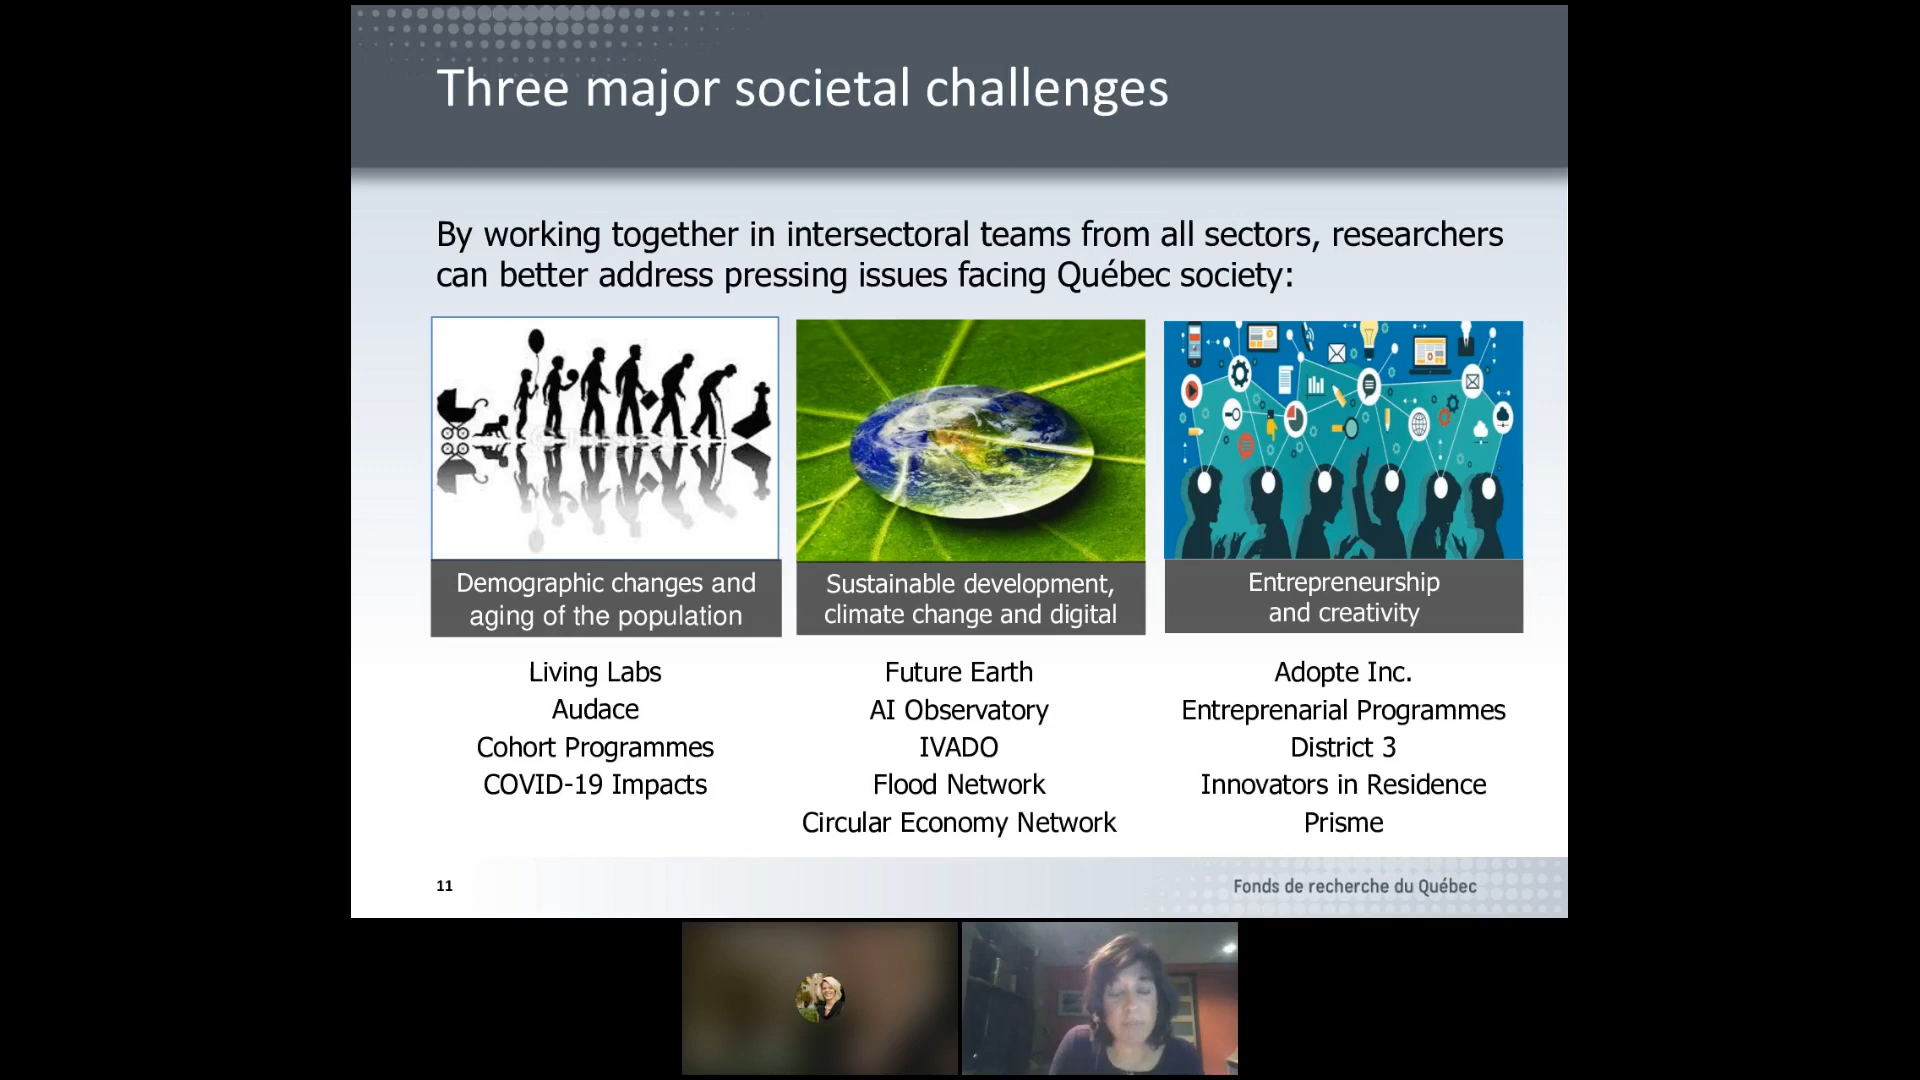 Three major societal challenges
By working together in intersectoral teams from all sectors, researchers
can better address pressing issues facing Québec society:
Demographic changes and
aging of the population
Living Labs
Audace
Cohort Programmes
COVID-19 Impacts
Sustainable development,
climate change and digital
Future Earth
AI Observatory
IVADO
Flood Network
Circular Economy Network
Entrepreneurship
and creativity
Adopte Inc.
Entreprenarial Programmes
District 3
Innovators in Residence
Prisme
11
Fonds de recherche du Québec